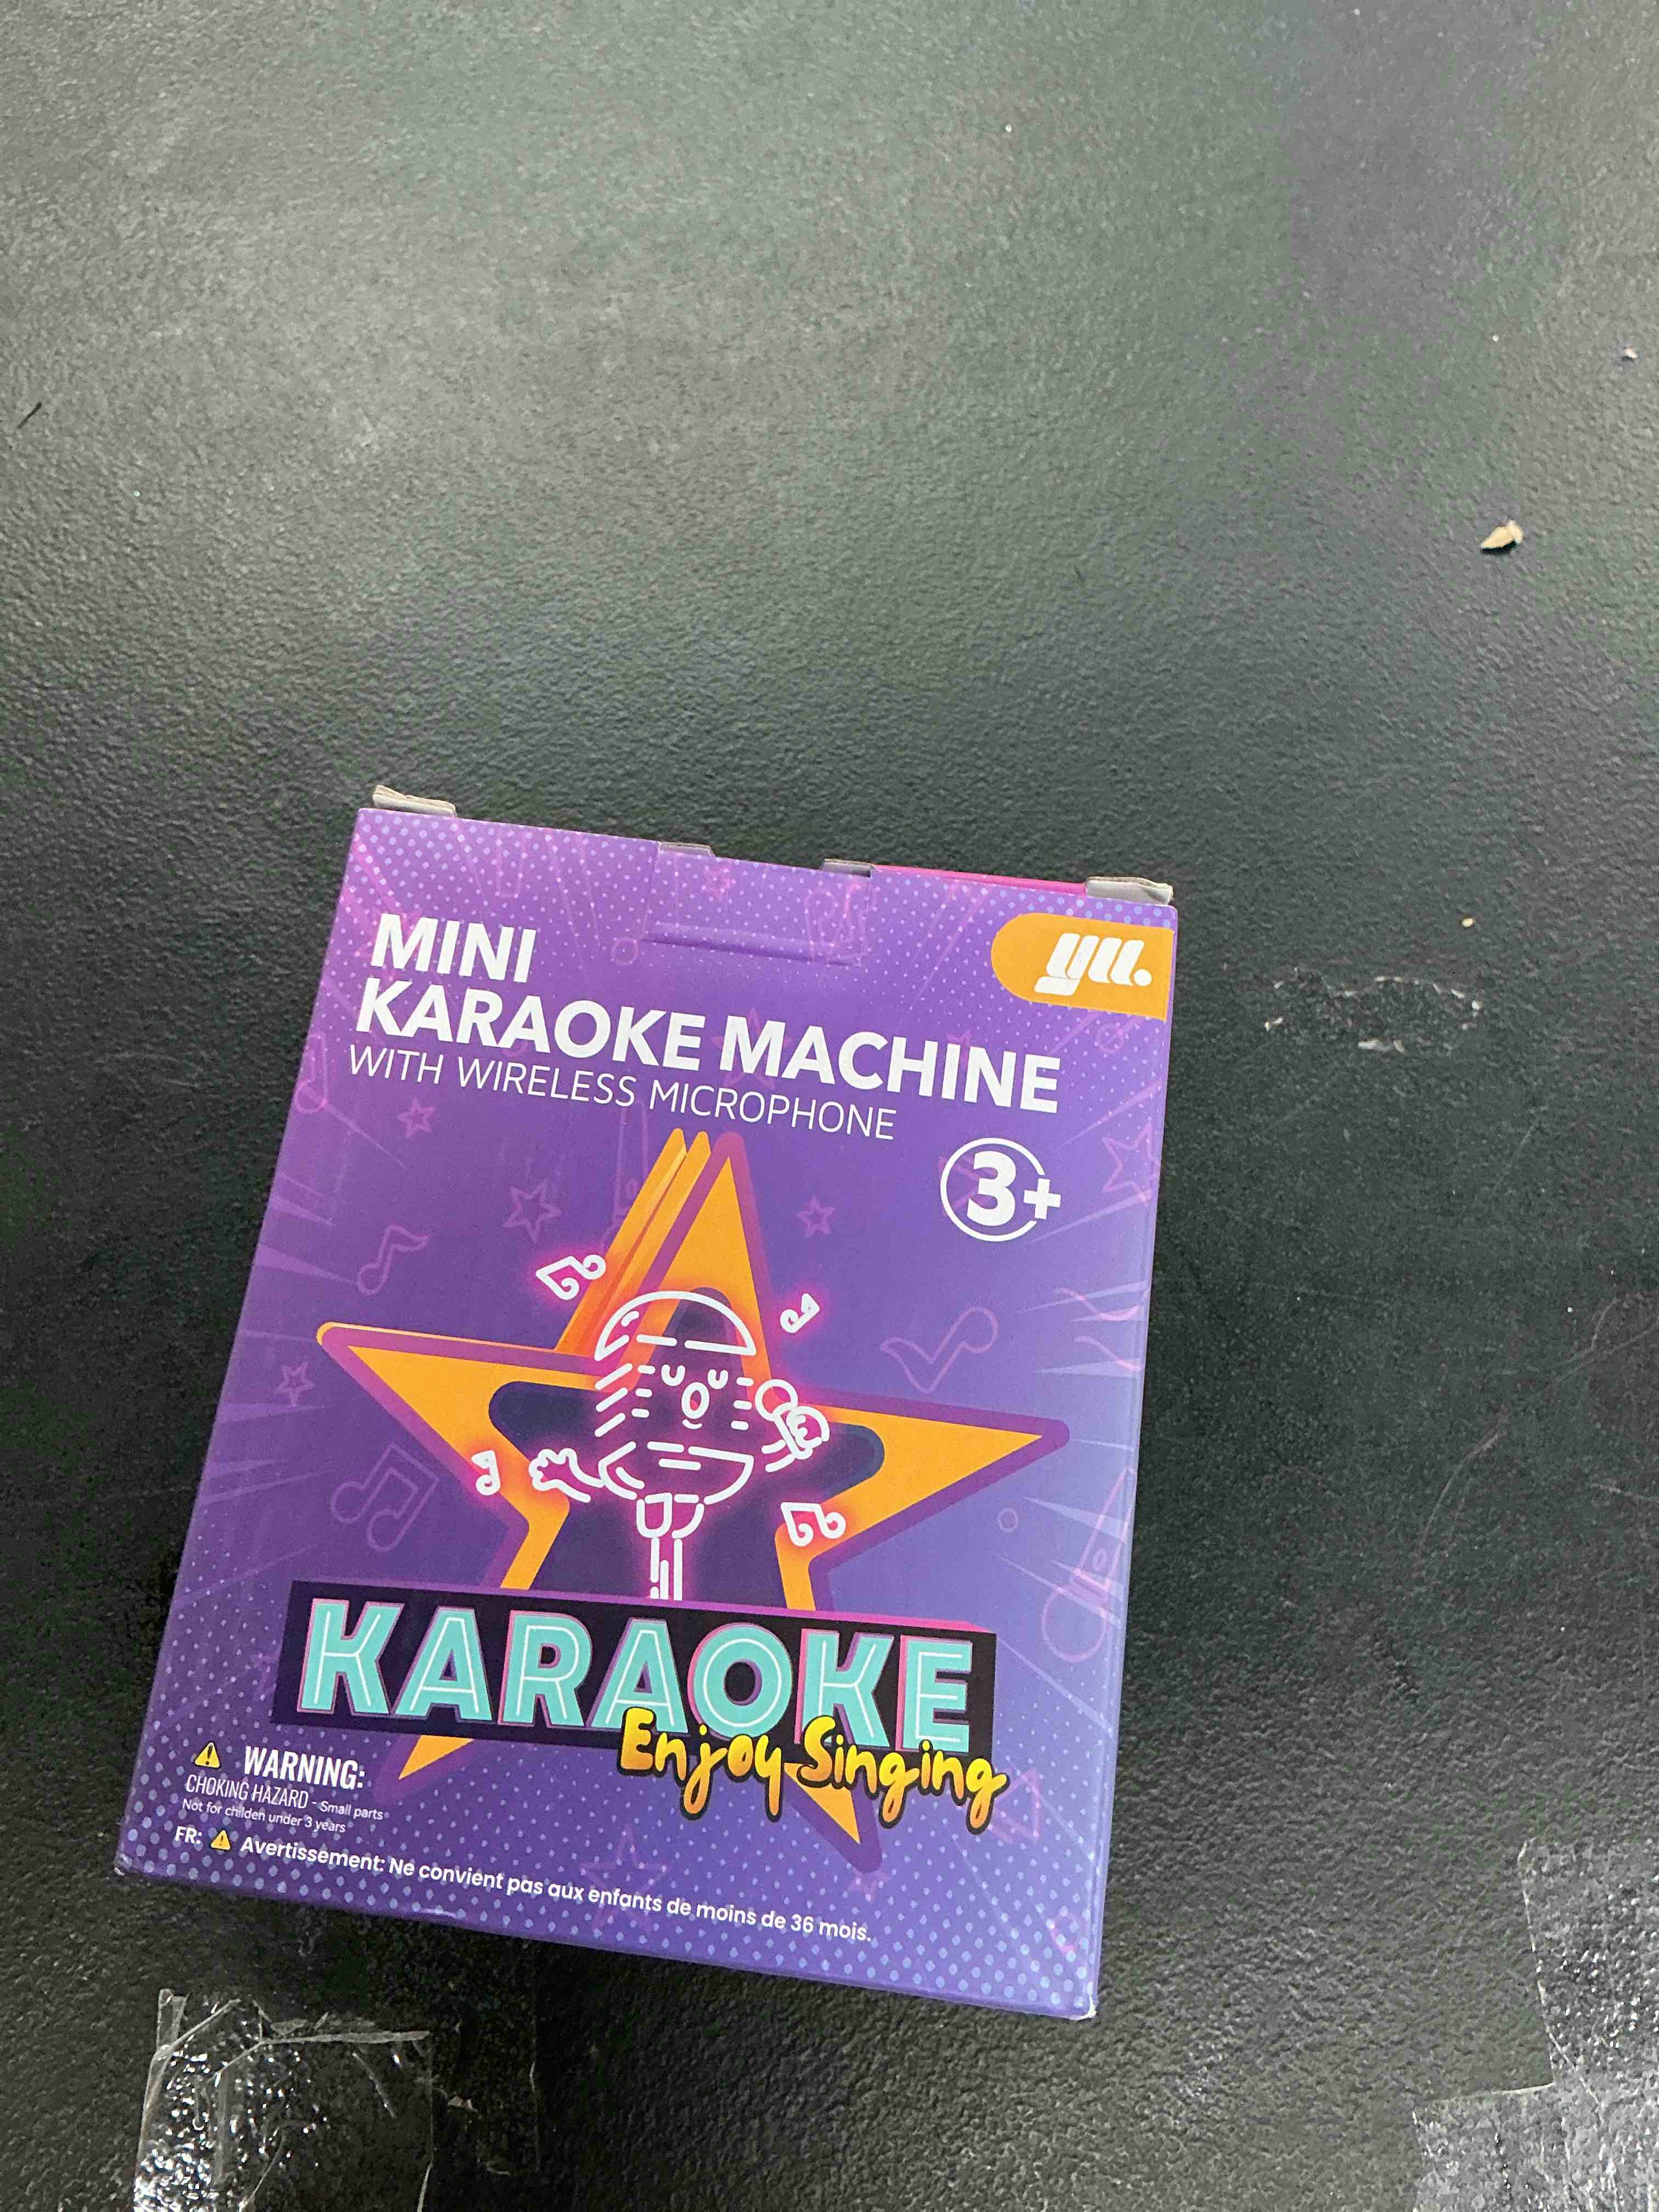 MINI
yu.
KARAOKE MACHINE
WITH WIRELESS MICROPHONE
3+
KARAOKE
Enjoy Singing
WARNING:
CHOKING HAZARD - Small parts
Not for childen under 3 years
FR: Avertissement: Ne convient pas aux enfants de moins de 36 mois.